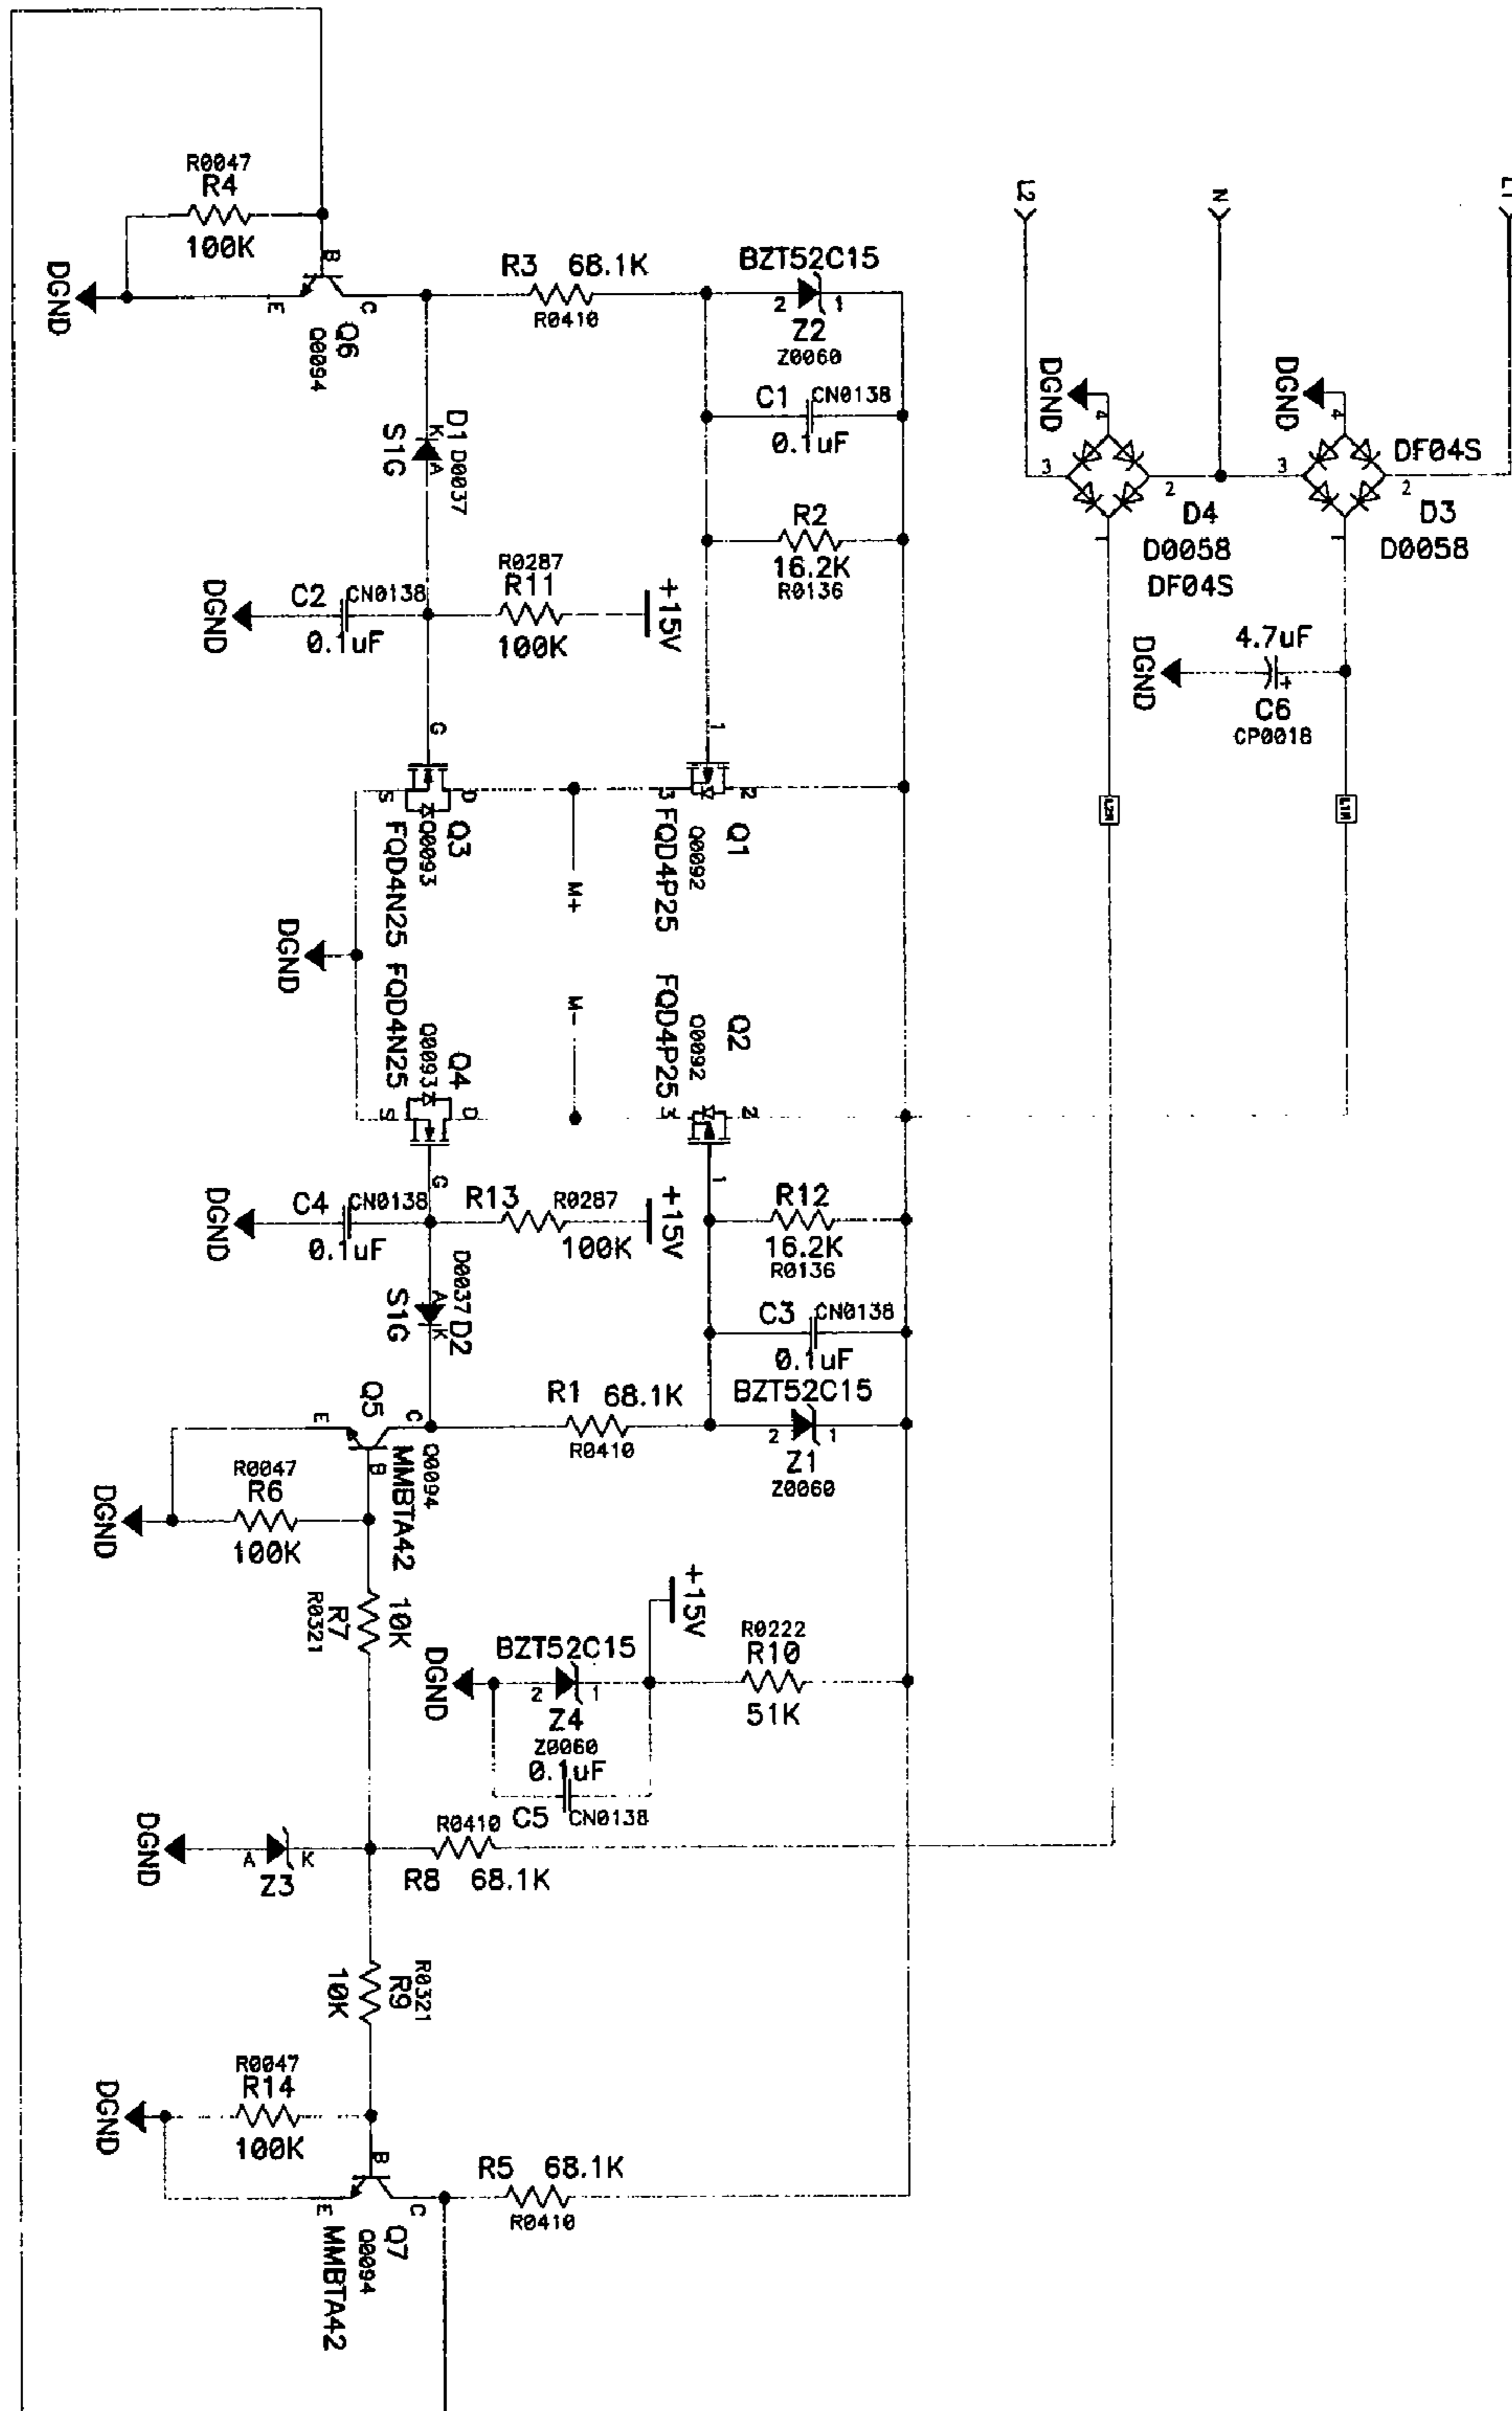 L2
N
L1
R0047
R4
100K
B
E
C
DGND
Q6
Q0094
R3 68.1K
R0410
BZT52C15
2 1
Z2
Z0060
C1 CN0138
0.1uF
R2
16.2K
R0136
D1 D0037
K A
S1G
DGND
C2 CN0138
0.1uF
R0287
R11
100K
+15V
DGND
4
3
2
1
D4
D0058
DF04S
DGND
4
3
2
1
DF04S
D3
D0058
DGND
4.7uF
+
C6
CP0018
L2R
L1R
G
S D
Q3
Q0093
FQD4N25
1
3 2
Q1
Q0092
FQD4P25
M+
DGND
M-
FQD4N25
Q0093
Q4
S D
G
FQD4P25
Q0092
Q2
3 2
1
DGND
C4 CN0138
0.1uF
R13 R0287
100K
+15V
R12
16.2K
R0136
D0037 D2
A K
S1G
C3 CN0138
0.1uF
BZT52C15
2 1
Z1
Z0060
R1 68.1K
R0410
Q5
E C
B
Q0094
MMBTA42
R0047
R6
100K
DGND
10K
R7
R0321
+15V
BZT52C15
2 1
Z4
Z0060
0.1uF
C5 CN0138
DGND
R0222
R10
51K
DGND
A K
Z3
R0410
R8 68.1K
R0321
R9
10K
R0047
R14
100K
DGND
B
E C
R5 68.1K
R0410
Q7
Q0094
MMBTA42